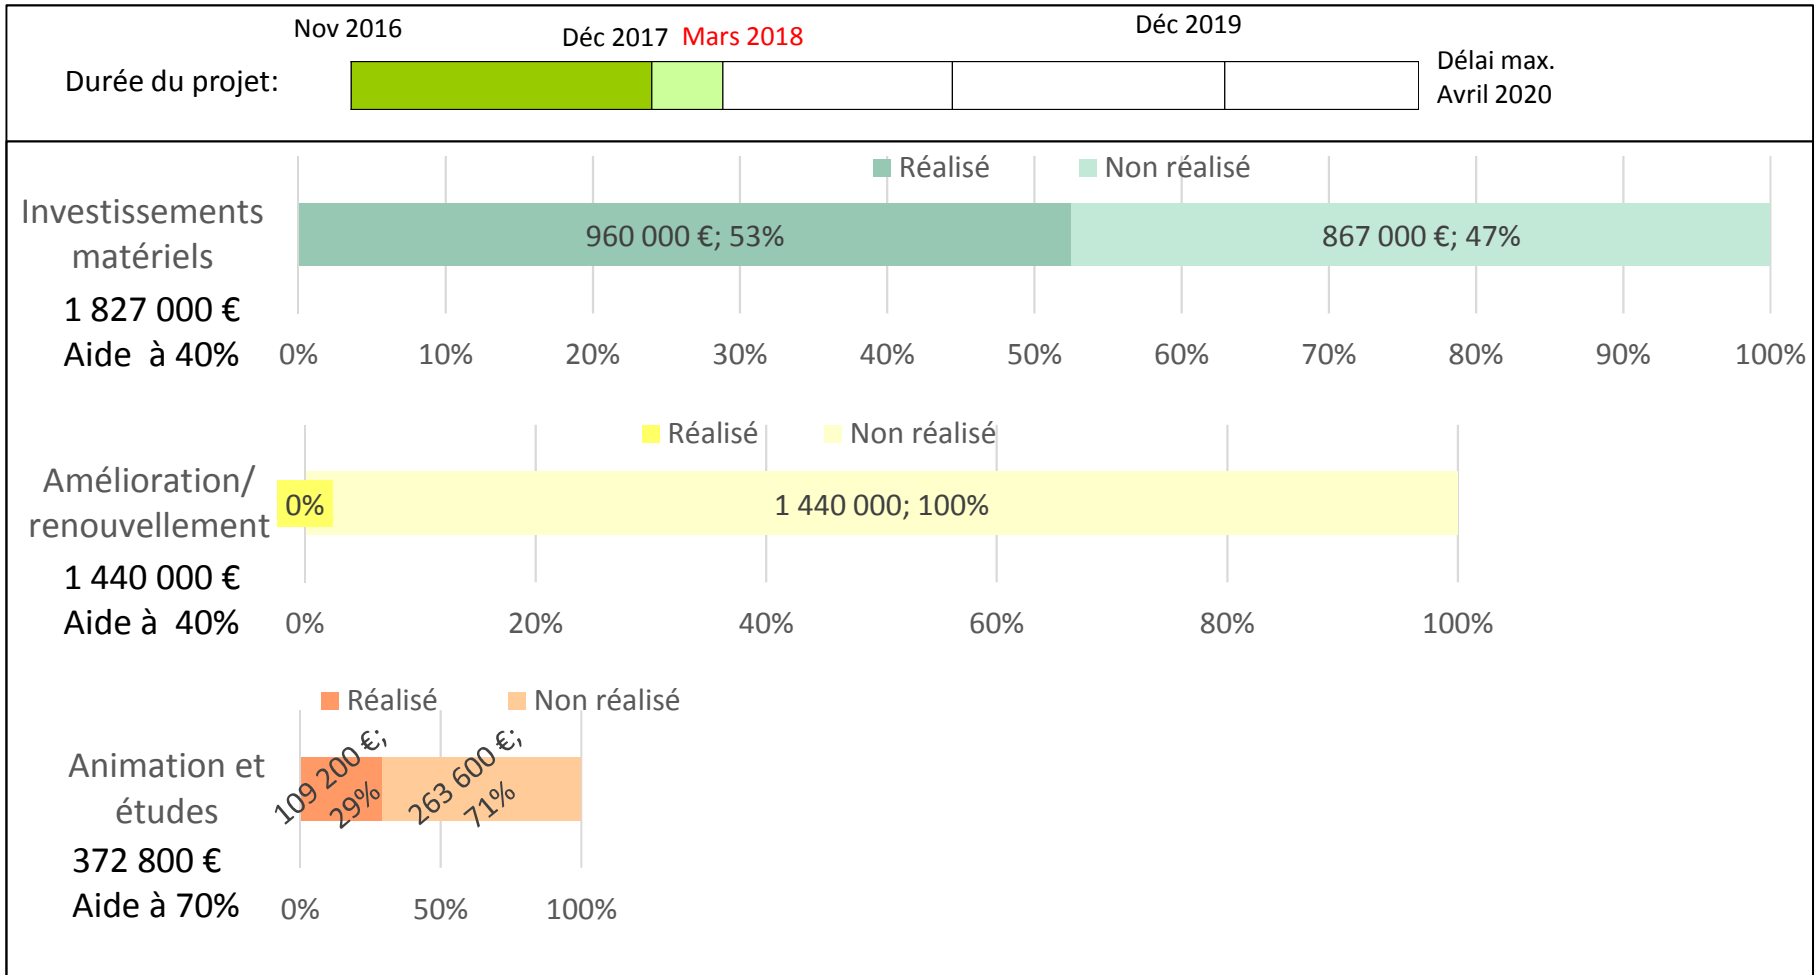 Nov 2016
Déc 2017
Mars 2018
Déc 2019
Durée du projet:
Délai max.
Avril 2020
Réalisé
Non réalisé
Investissements
matériels
1 827 000 €
Aide à 40%
960 000 €; 53%
867 000 €; 47%
0%
10%
20%
30%
40%
50%
60%
70%
80%
90%
100%
Réalisé
Non réalisé
Amélioration/
renouvellement
1 440 000 €
Aide à 40%
0%
1 440 000; 100%
0%
20%
40%
60%
80%
100%
Réalisé
Non réalisé
Animation et
études
372 800 €
Aide à 70%
109 200 €;
29%
263 600 €;
71%
0%
50%
100%